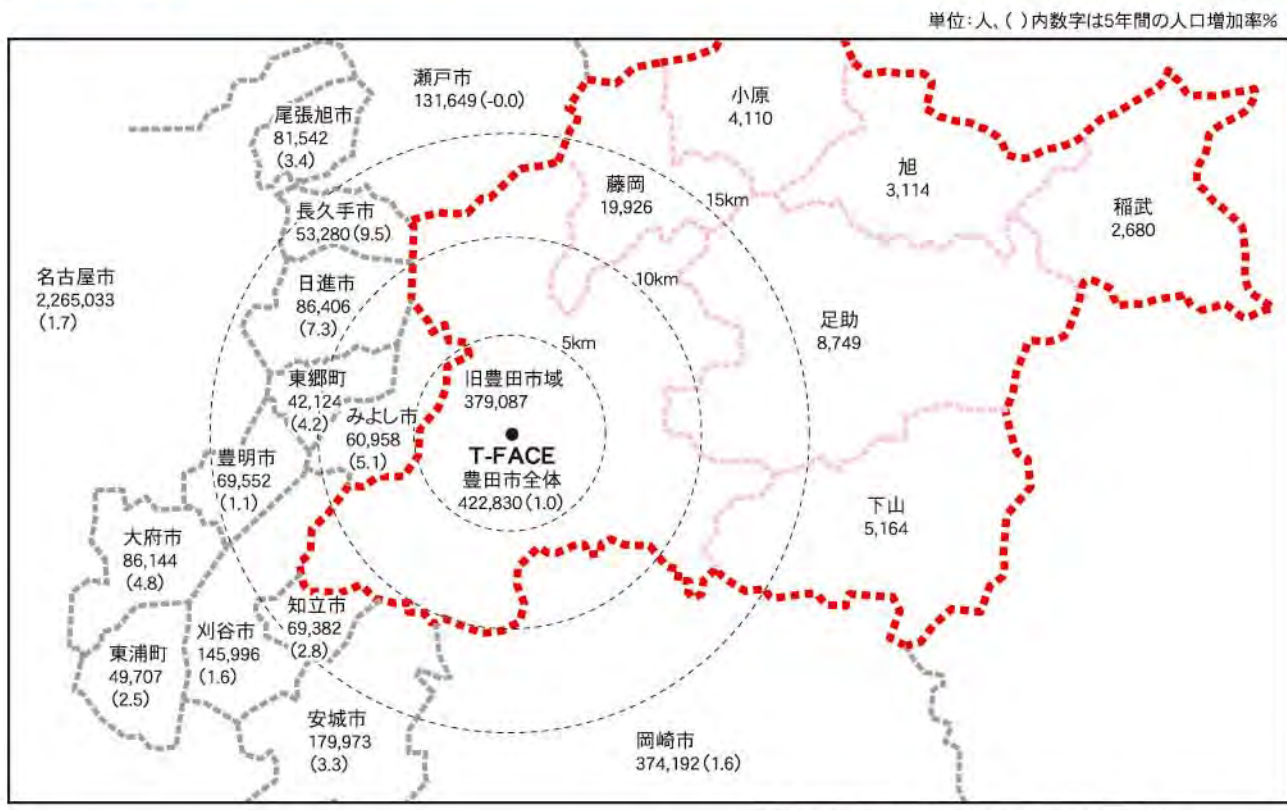 単位：人、( )内数字は5年間の人口増加率%
瀬戸市
131,649(-0.0)
尾張旭市
81,542
(3.4)
小原
4,110
旭
3,114
稲武
2,680
藤岡
19,926
15km
長久手市
53,280(9.5)
名古屋市
2,265,033
(1.7)
日進市
86,406
(7.3)
10km
足助
8,749
5km
東郷町
42,124
(4.2)
旧豊田市域
379,087
みよし市
60,958
(5.1)
T-FACE
豊田市全体
422,830(1.0)
豊明市
69,552
(1.1)
下山
5,164
大府市
86,144
(4.8)
知立市
69,382
(2.8)
刈谷市
145,996
(1.6)
東浦町
49,707
(2.5)
安城市
179,973
(3.3)
岡崎市
374,192(1.6)